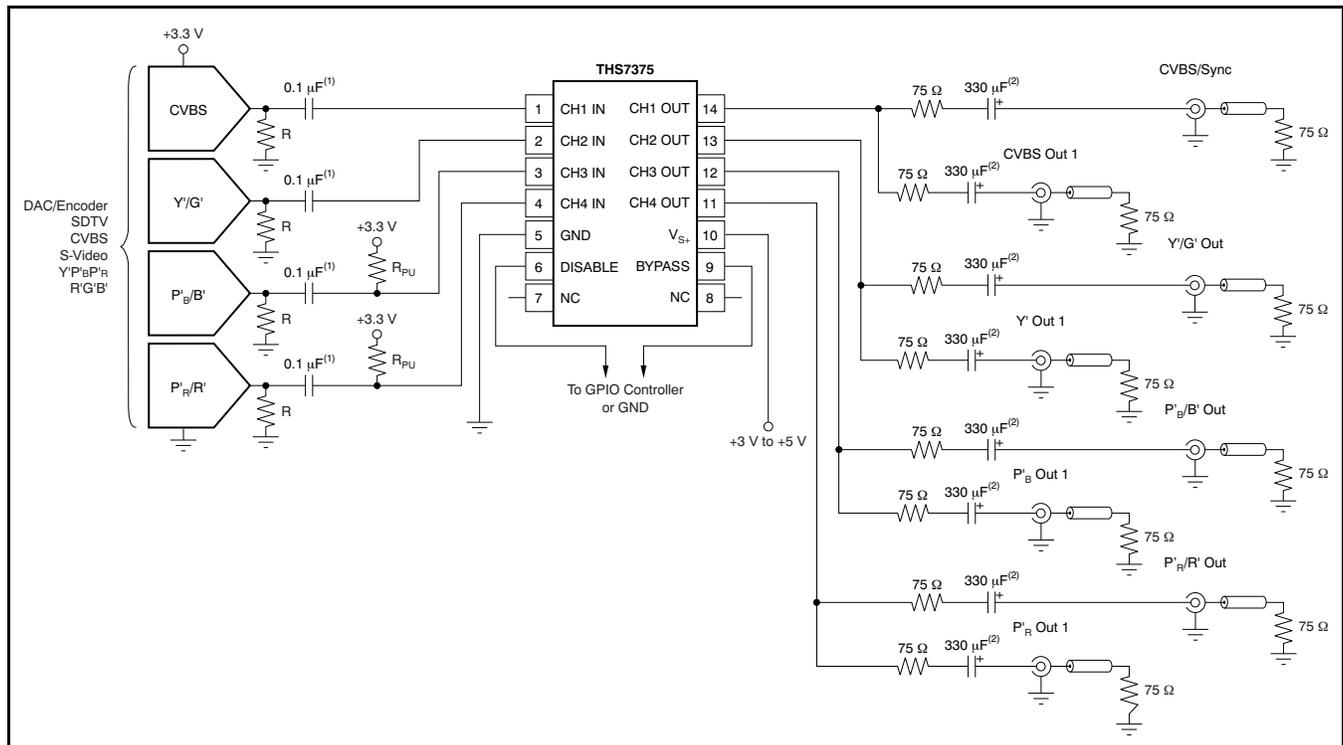 +3.3 V
THS7375
CVBS/Sync
CVBS
0.1 µF(1)
R
1 CH1 IN CH1 OUT 14
75 Ω 330 µF(2) +
75 Ω
2 CH2 IN CH2 OUT 13
CVBS Out 1
Y'/G'
0.1 µF(1)
R
3 CH3 IN CH3 OUT 12
75 Ω 330 µF(2) +
75 Ω
4 CH4 IN CH4 OUT 11
DAC/Encoder
SDTV
CVBS
S-Video
Y'P'BP'R
R'G'B'
+3.3 V
RPU
5 GND VS+ 10
Y'/G' Out
P'B/B'
0.1 µF(1)
R
6 DISABLE BYPASS 9
75 Ω 330 µF(2) +
75 Ω
7 NC NC 8
+3.3 V
RPU
Y' Out 1
75 Ω 330 µF(2) +
75 Ω
P'R/R'
0.1 µF(1)
R
To GPIO Controller
or GND
+3 V to +5 V
P'B/B' Out
75 Ω 330 µF(2) +
75 Ω
P'B Out 1
75 Ω 330 µF(2) +
75 Ω
P'R/R' Out
75 Ω 330 µF(2) +
75 Ω
P'R Out 1
75 Ω 330 µF(2) +
75 Ω